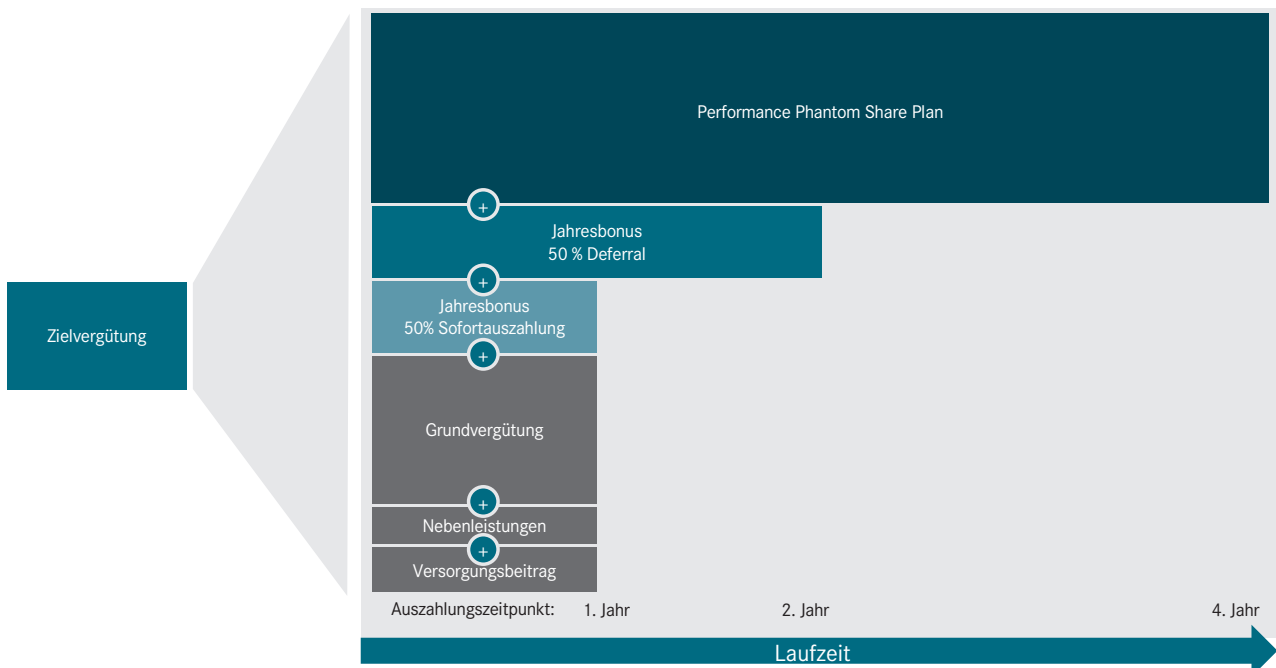 Performance Phantom Share Plan
+
Jahresbonus
50 % Deferral
+
Jahresbonus
50% Sofortauszahlung
+
Zielvergütung
Grundvergütung
+
Nebenleistungen
+
Versorgungsbeitrag
Auszahlungszeitpunkt: 1. Jahr 2. Jahr 4. Jahr
Laufzeit